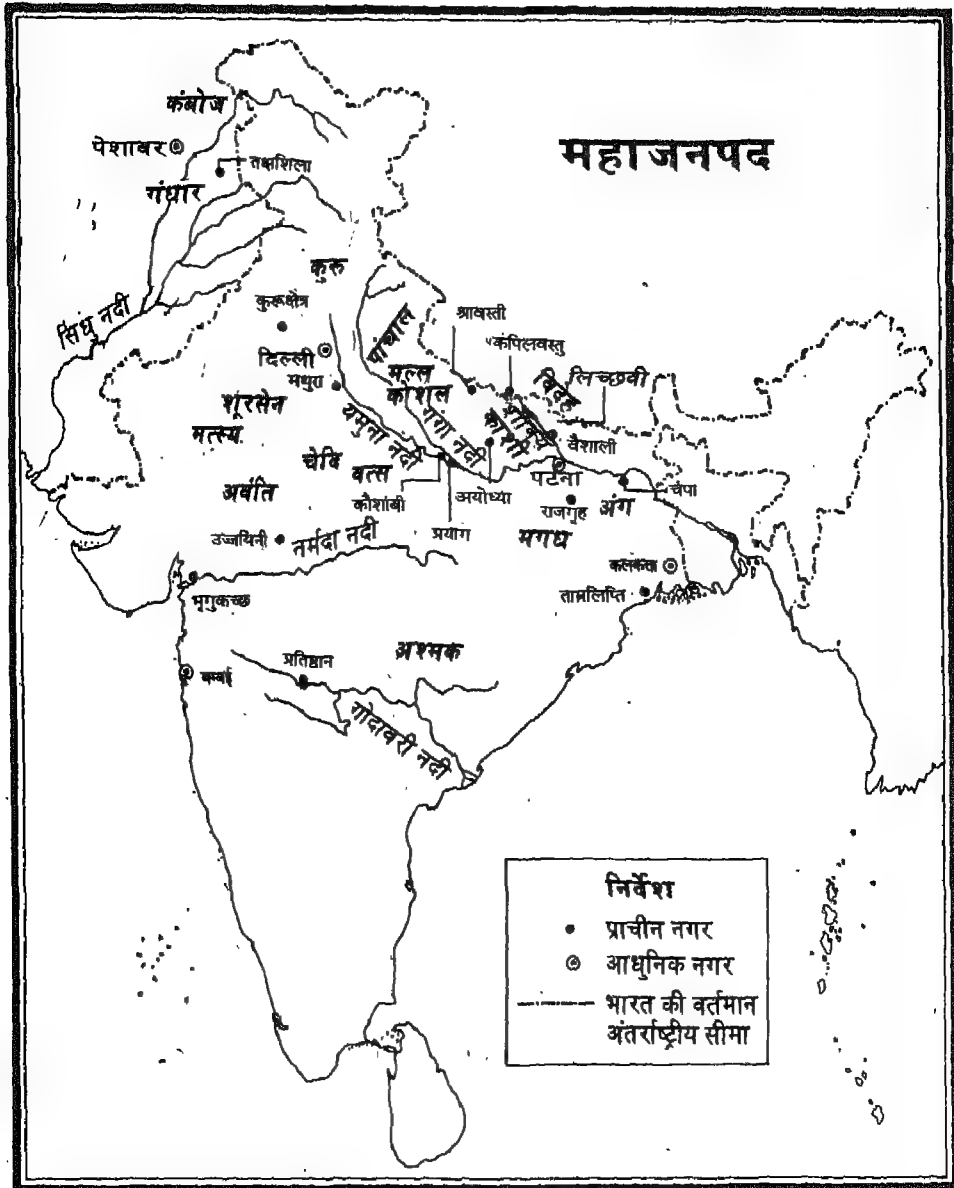 महाजनपद
कंबोज
पेशावर
तक्षशिला
गंधार
सिंधु नदी
कुरु
कुरूक्षेत्र
दिल्ली
मथुरा
पांचाल
श्रावस्ती
कपिलवस्तु
मल्ल
कोशल
विदेह
लिच्छवी
शूरसेन
मत्स्य
यमुना नदी
गंगा नदी
काशी
वैशाली
चेदि
वत्स
पटना
चंपा
अवंति
कौशांबी
अयोध्या
राजगृह
अंग
उज्जयिनी
नर्मदा नदी
प्रयाग
मगध
कलकत्ता
भृगुकच्छ
ताम्रलिप्ति
प्रतिष्ठान
अश्मक
बम्बई
गोदावरी नदी
निर्देश
प्राचीन नगर
आधुनिक नगर
भारत की वर्तमान
अंतर्राष्ट्रीय सीमा